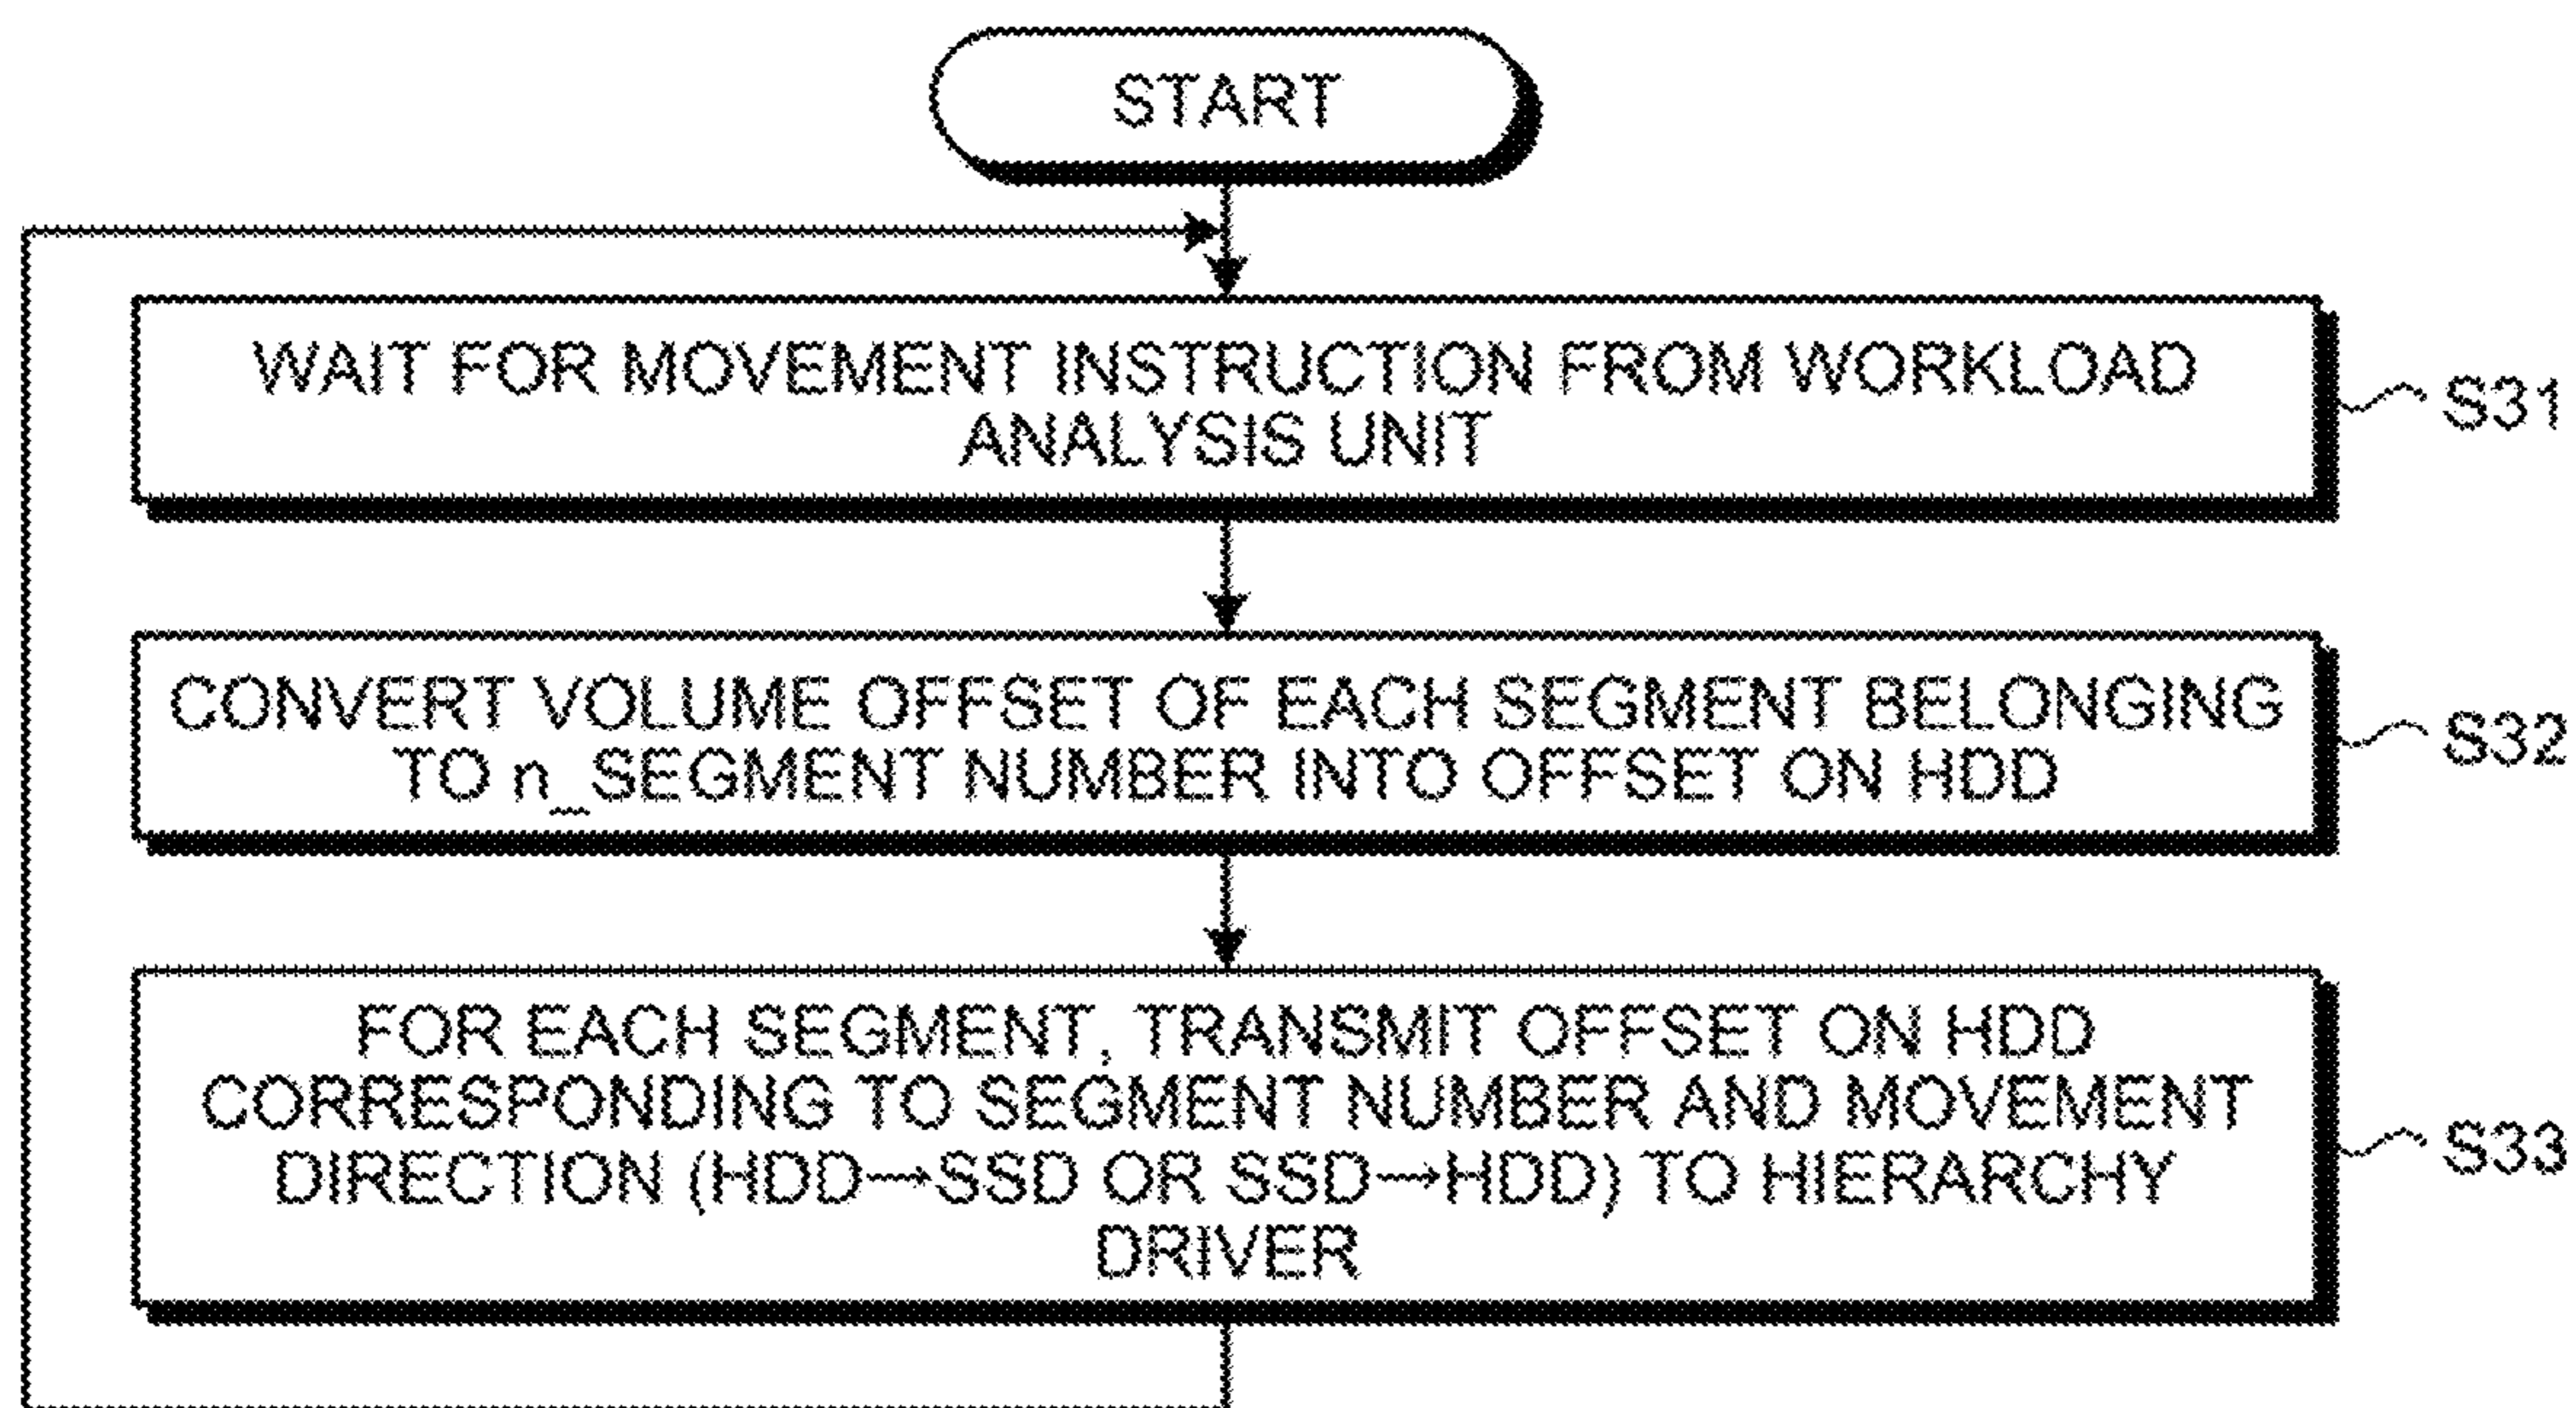 START
WAIT FOR MOVEMENT INSTRUCTION FROM WORKLOAD
ANALYSIS UNIT
S31
CONVERT VOLUME OFFSET OF EACH SEGMENT BELONGING
TO n_SEGMENT NUMBER INTO OFFSET ON HDD
S32
FOR EACH SEGMENT, TRANSMIT OFFSET ON HDD
CORRESPONDING TO SEGMENT NUMBER AND MOVEMENT
DIRECTION (HDD→SSD OR SSD→HDD) TO HIERARCHY
DRIVER
S33